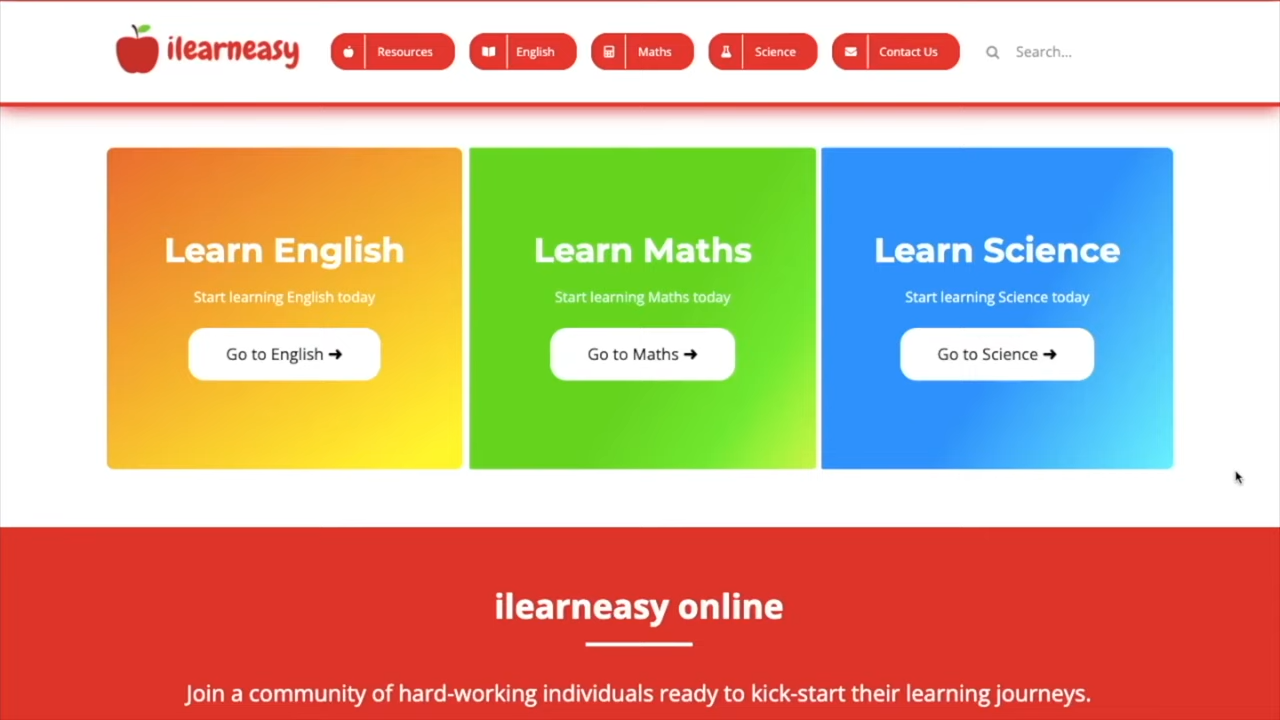 ilearneasy
Resources
English
Maths
Science
Contact Us
Search...
Learn English
Start learning English today
Go to English ➜
Learn Maths
Start learning Maths today
Go to Maths ➜
Learn Science
Start learning Science today
Go to Science ➜
ilearneasy online
Join a community of hard-working individuals ready to kick-start their learning journeys.